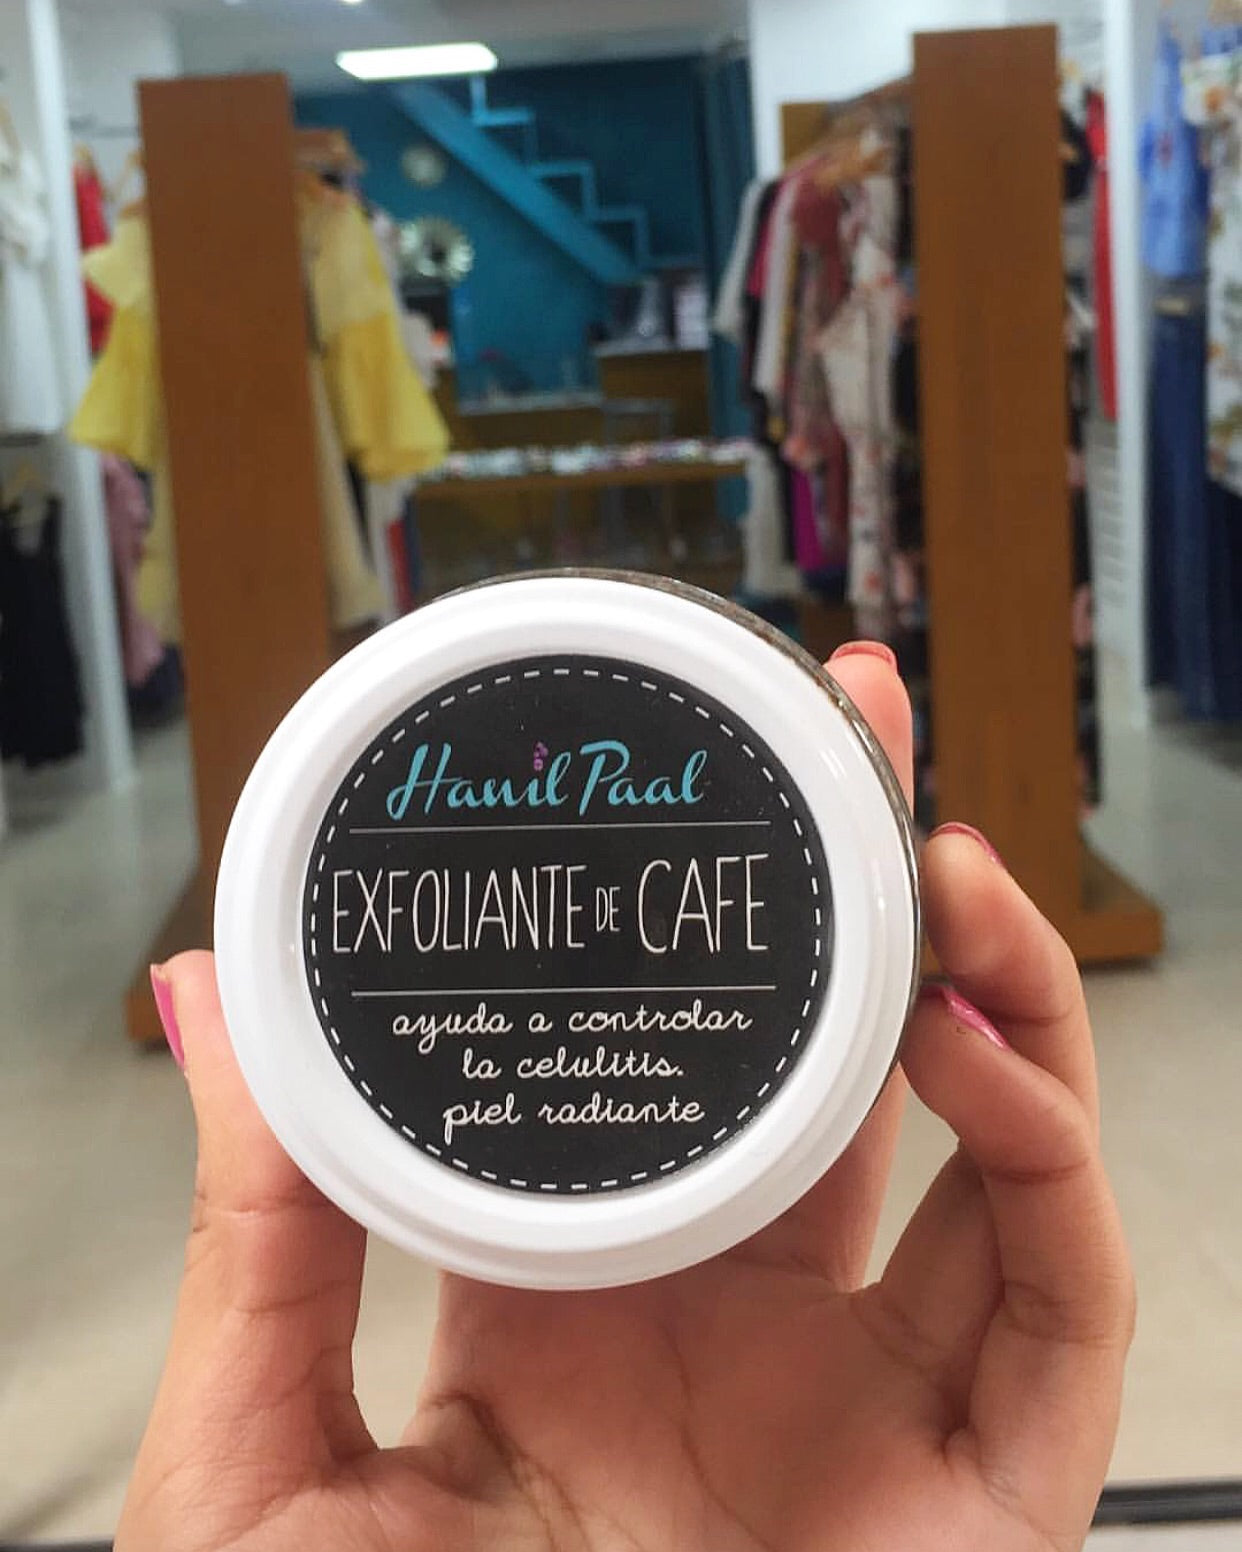 Hanil Paal
EXFOLIANTE DE CAFE
ayuda a controlar
la celulitis.
piel radiante